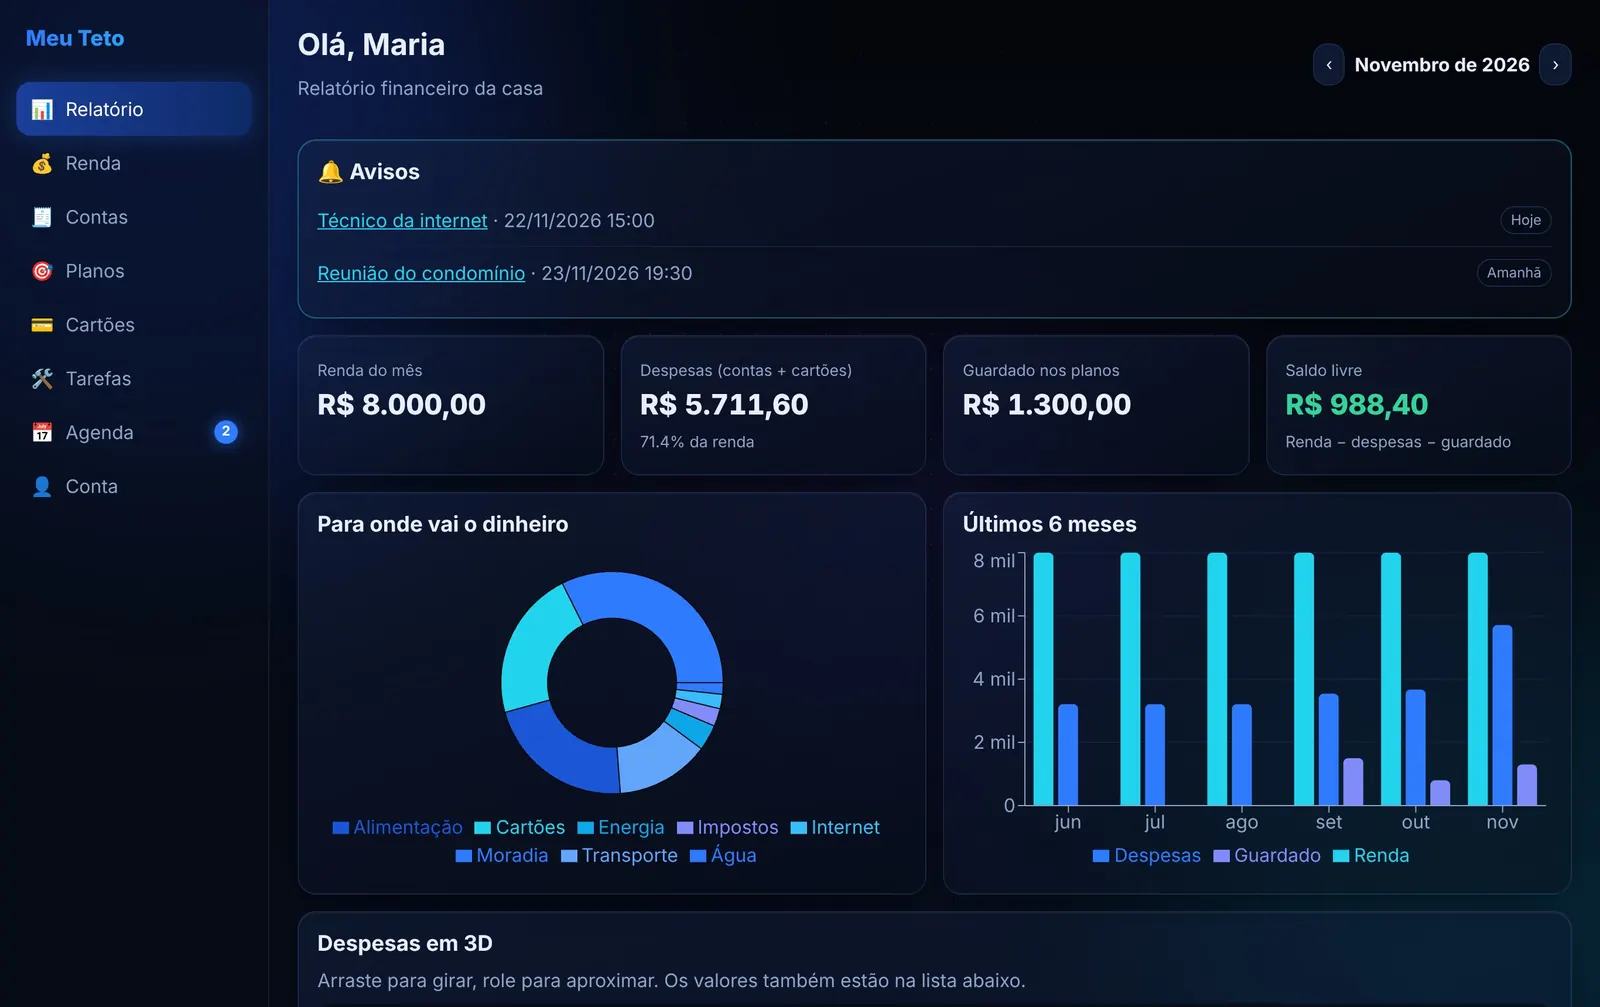 Meu Teto
Relatório
Renda
Contas
Planos
Cartões
Tarefas
Agenda 2
Conta
Olá, Maria
Relatório financeiro da casa
‹ Novembro de 2026 ›
Avisos
Técnico da internet · 22/11/2026 15:00 Hoje
Reunião do condomínio · 23/11/2026 19:30 Amanhã
Renda do mês
R$ 8.000,00
Despesas (contas + cartões)
R$ 5.711,60
71.4% da renda
Guardado nos planos
R$ 1.300,00
Saldo livre
R$ 988,40
Renda − despesas − guardado
Para onde vai o dinheiro
Alimentação Cartões Energia Impostos Internet
Moradia Transporte Água
Últimos 6 meses
8 mil
6 mil
4 mil
2 mil
0
jun jul ago set out nov
Despesas Guardado Renda
Despesas em 3D
Arraste para girar, role para aproximar. Os valores também estão na lista abaixo.